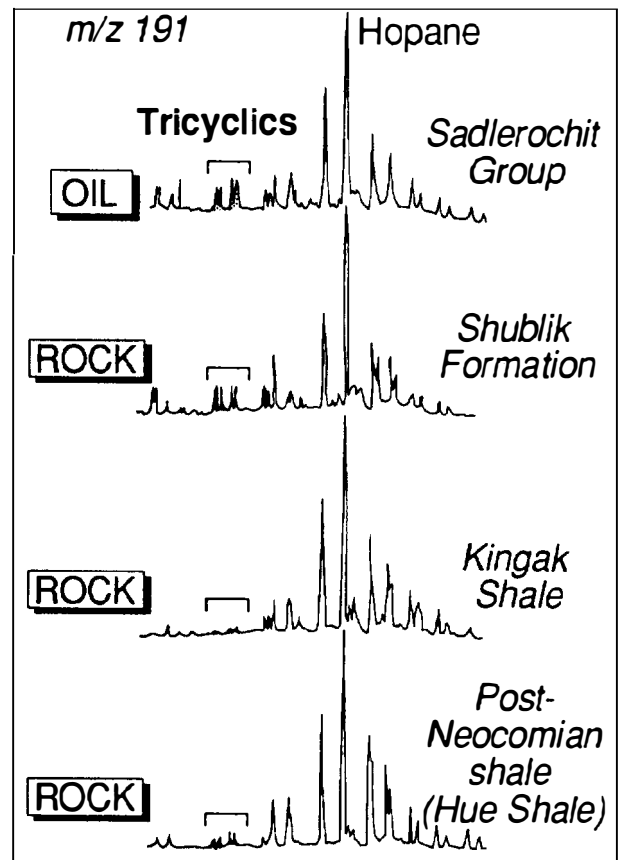 m/z 191
Hopane
Tricyclics
Sadlerochit
Group
OIL
Shublik
Formation
ROCK
Kingak
Shale
ROCK
Post-
Neocomian
shale
(Hue Shale)
ROCK